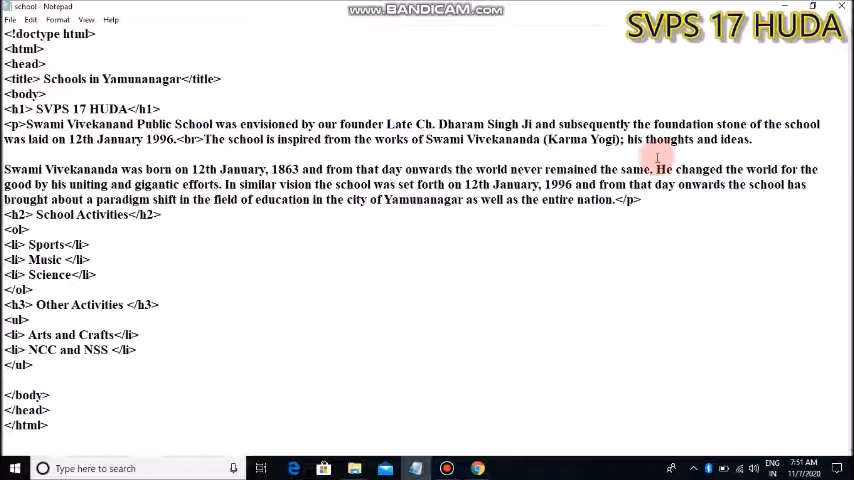 school - Notepad
WWW.BANDICAM.COM
File Edit Format View Help
SVPS 17 HUDA
<!doctype html>
<html>
<head>
<title> Schools in Yamunanagar</title>
<body>
<h1> SVPS 17 HUDA</h1>
<p>Swami Vivekanand Public School was envisioned by our founder Late Ch. Dharam Singh Ji and subsequently the foundation stone of the school
was laid on 12th January 1996.<br>The school is inspired from the works of Swami Vivekananda (Karma Yogi); his thoughts and ideas.
Swami Vivekananda was born on 12th January, 1863 and from that day onwards the world never remained the same. He changed the world for the
good by his uniting and gigantic efforts. In similar vision the school was set forth on 12th January, 1996 and from that day onwards the school has
brought about a paradigm shift in the field of education in the city of Yamunanagar as well as the entire nation.</p>
<h2> School Activities</h2>
<ol>
<li> Sports</li>
<li> Music </li>
<li> Science</li>
</ol>
<h3> Other Activities </h3>
<ul>
<li> Arts and Crafts</li>
<li> NCC and NSS </li>
</ul>
</body>
</head>
</html>
Type here to search
ENG
IN
7:51 AM
11/7/2020